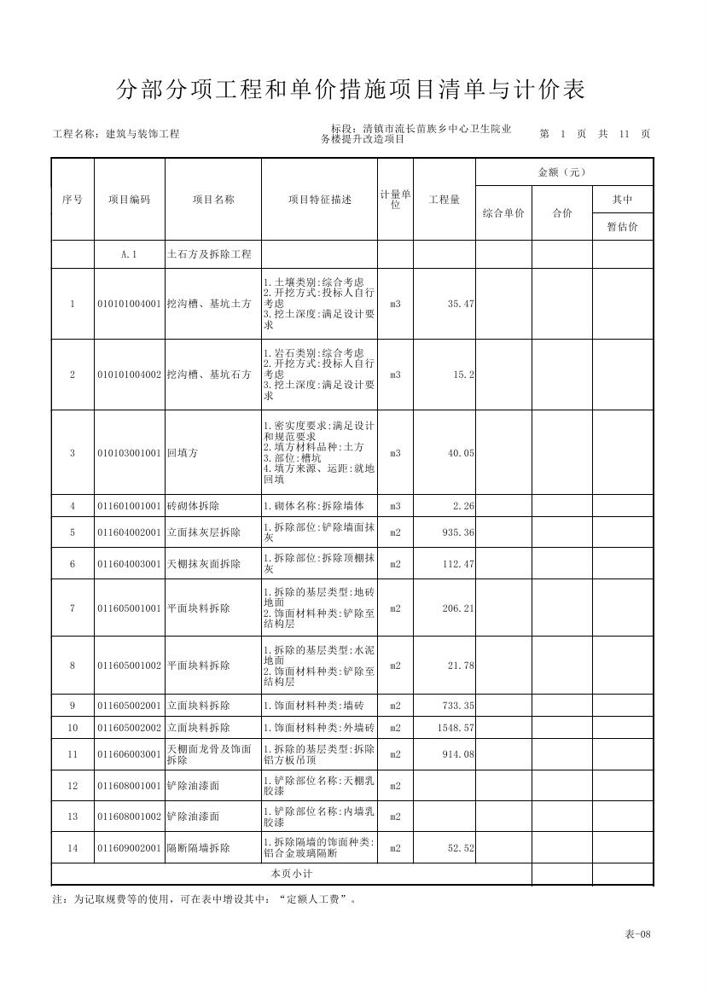 分部分项工程和单价措施项目清单与计价表
工程名称：建筑与装饰工程
标段：清镇市流长苗族乡中心卫生院业
务楼提升改造项目
第 1 页 共 11 页
金额（元）
序号 项目编码 项目名称 项目特征描述 计量单
位
工程量
综合单价 合价 其中
暂估价
A.1 土石方及拆除工程
1 010101004001 挖沟槽、基坑土方 1.土壤类别:综合考虑
2.开挖方式:投标人自行
考虑
3.挖土深度:满足设计要
求
m3 35.47
2 010101004002 挖沟槽、基坑石方 1.岩石类别:综合考虑
2.开挖方式:投标人自行
考虑
3.挖土深度:满足设计要
求
m3 15.2
3 010103001001 回填方 1.密实度要求:满足设计
和规范要求
2.填方材料品种:土方
3.部位:槽坑
4.填方来源、运距:就地
回填
m3 40.05
4 011601001001 砖砌体拆除 1.砌体名称:拆除墙体 m3 2.26
5 011604002001 立面抹灰层拆除 1.拆除部位:铲除墙面抹
灰
m2 935.36
6 011604003001 天棚抹灰面拆除 1.拆除部位:拆除顶棚抹
灰
m2 112.47
7 011605001001 平面块料拆除 1.拆除的基层类型:地砖
地面
2.饰面材料种类:铲除至
结构层
m2 206.21
8 011605001002 平面块料拆除 1.拆除的基层类型:水泥
地面
2.饰面材料种类:铲除至
结构层
m2 21.78
9 011605002001 立面块料拆除 1.饰面材料种类:墙砖 m2 733.35
10 011605002002 立面块料拆除 1.饰面材料种类:外墙砖 m2 1548.57
11 011606003001 天棚面龙骨及饰面
拆除
1.拆除的基层类型:拆除
铝方板吊顶
m2 914.08
12 011608001001 铲除油漆面 1.铲除部位名称:天棚乳
胶漆
m2
13 011608001002 铲除油漆面 1.铲除部位名称:内墙乳
胶漆
m2
14 011609002001 隔断隔墙拆除 1.拆除隔墙的饰面种类:
铝合金玻璃隔断
m2 52.52
本页小计
注：为记取规费等的使用，可在表中增设其中：“定额人工费”。
表-08